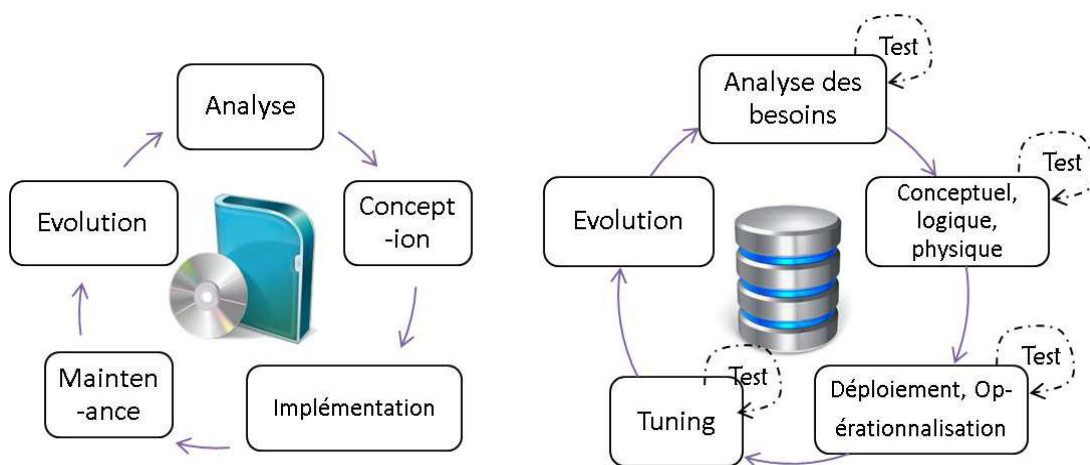 Analyse
Concept
-ion
Implémentation
Mainten
-ance
Evolution
Test
Analyse des
besoins
Test
Conceptuel,
logique,
physique
Test
Déploiement, Op-
érationnalisation
Test
Tuning
Evolution